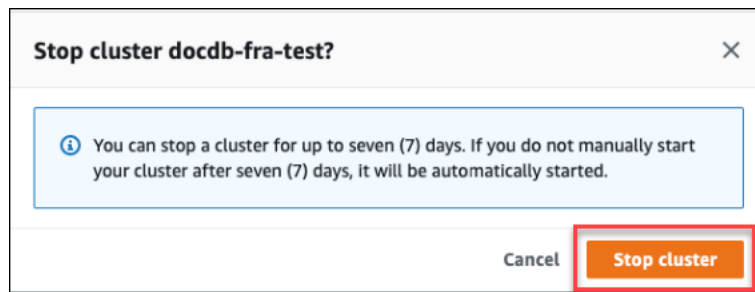 Stop cluster docdb-fra-test?
You can stop a cluster for up to seven (7) days. If you do not manually start
your cluster after seven (7) days, it will be automatically started.
Cancel
Stop cluster